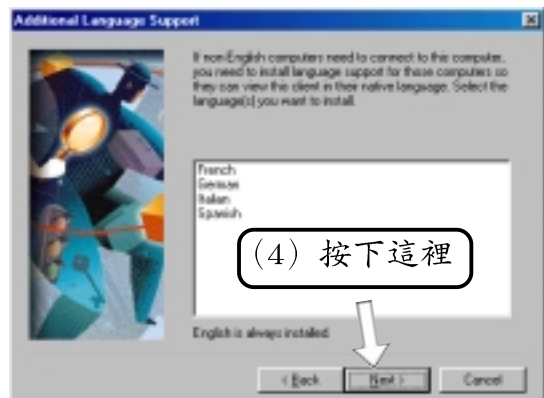 Additional Language Support
If non-English computers need to connect to this computer,
you need to install language support for those computers so
they can view this client in their native language. Select the
language(s) you want to install.
French
German
Italian
Spanish
(4) 按下這裡
English is always installed.
< Back
Next >
Cancel